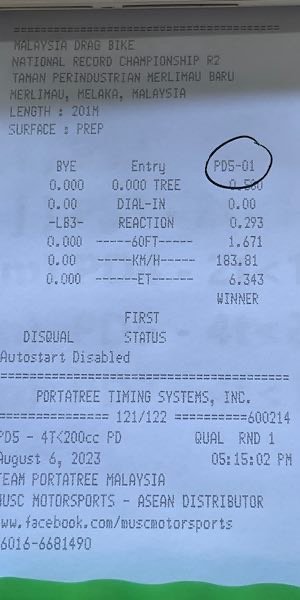 MALAYSIA DRAG BIKE
NATIONAL RECORD CHAMPIONSHIP R2
TAMAN PERINDUSTRIAN MERLIMAU BARU
MERLIMAU, MELAKA, MALAYSIA
LENGTH : 201M
SURFACE : PREP
BYE Entry PD5-01
0.000 0.000 TREE 0.500
0.00 DIAL-IN 0.00
-LB3- REACTION 0.293
0.000 -----60FT----- 1.671
0.00 -----KM/H----- 183.81
0.000 ------ET------ 6.343
WINNER
FIRST
DISQUAL STATUS
Autostart Disabled
PORTATREE TIMING SYSTEMS, INC.
=============== 121/122 ==========600214
PD5 - 4T<200cc PD QUAL RND 1
August 6, 2023 05:15:02 PM
TEAM PORTATREE MALAYSIA
MUSC MOTORSPORTS - ASEAN DISTRIBUTOR
ww.facebook.com/muscmotorsports
6016-6681490